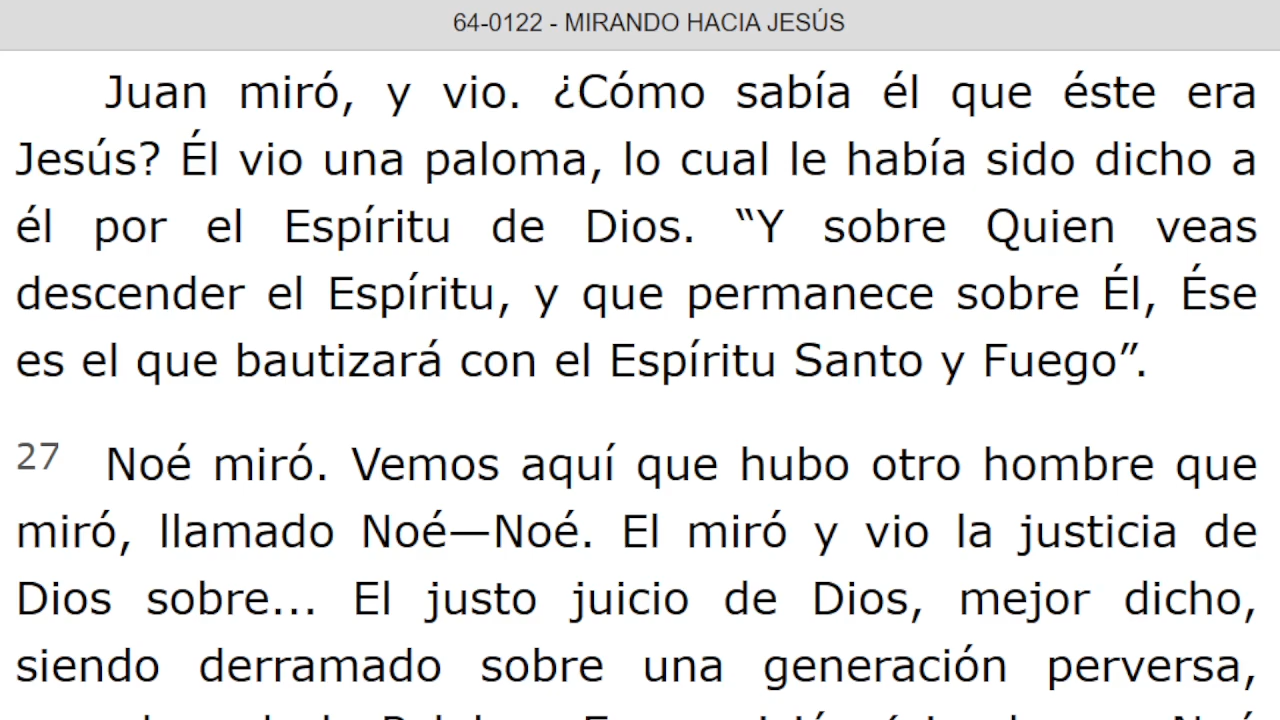 64-0122 - MIRANDO HACIA JESÚS
Juan miró, y vio. ¿Cómo sabía él que éste era
Jesús? Él vio una paloma, lo cual le había sido dicho a
él por el Espíritu de Dios. “Y sobre Quien veas
descender el Espíritu, y que permanece sobre Él, Ése
es el que bautizará con el Espíritu Santo y Fuego”.
27 Noé miró. Vemos aquí que hubo otro hombre que
miró, llamado Noé—Noé. El miró y vio la justicia de
Dios sobre... El justo juicio de Dios, mejor dicho,
siendo derramado sobre una generación perversa,